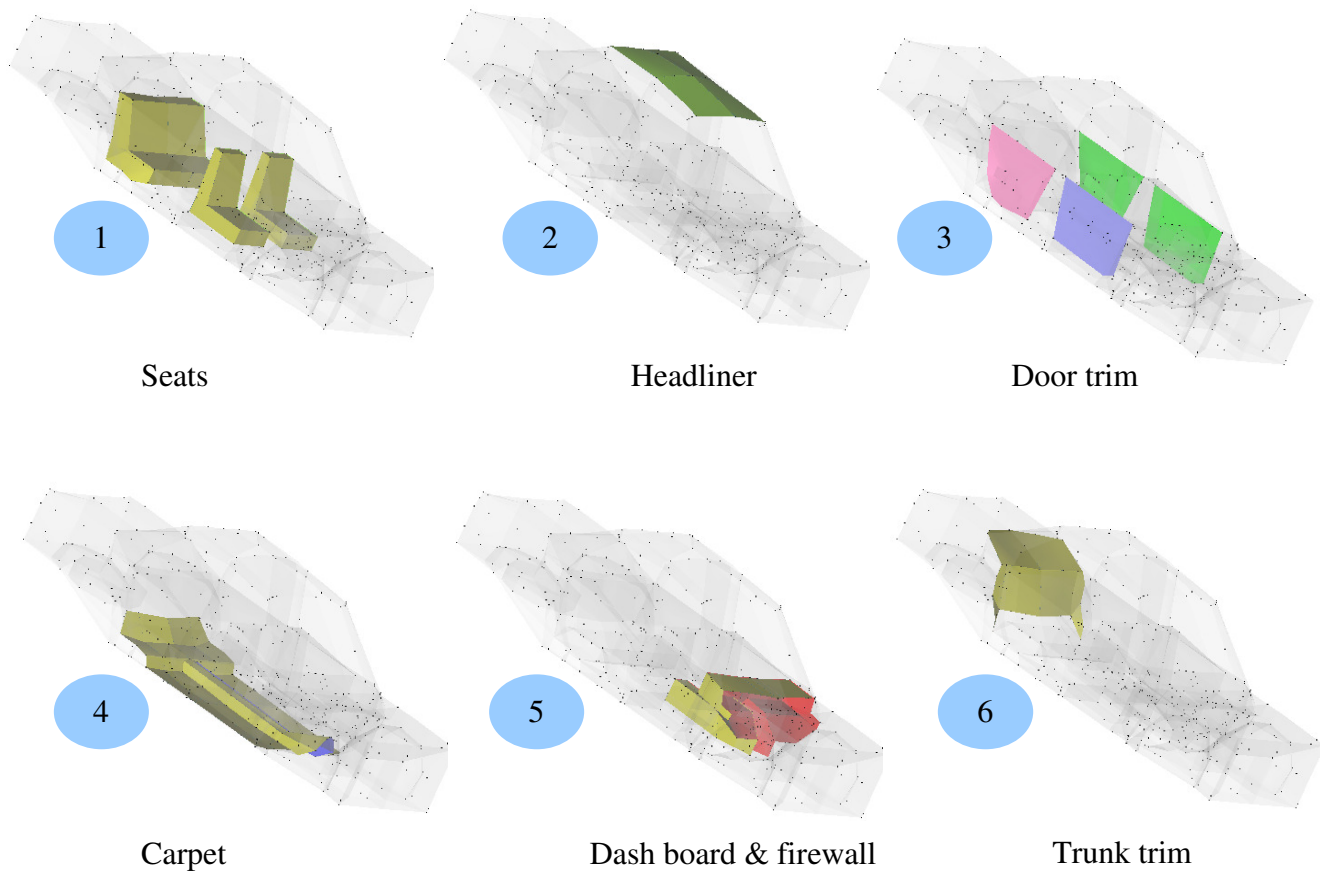 1
2
3
Seats
Headliner
Door trim
4
5
6
Carpet
Dash board & firewall
Trunk trim